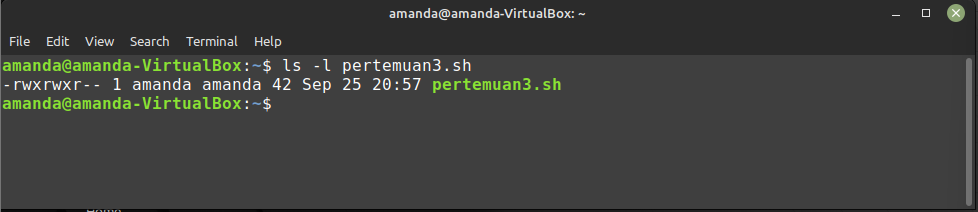 amanda@amanda-VirtualBox: ~
File Edit View Search Terminal Help
amanda@amanda-VirtualBox:~$ ls -l pertemuan3.sh
-rwxrwxr-- 1 amanda amanda 42 Sep 25 20:57 pertemuan3.sh
amanda@amanda-VirtualBox:~$